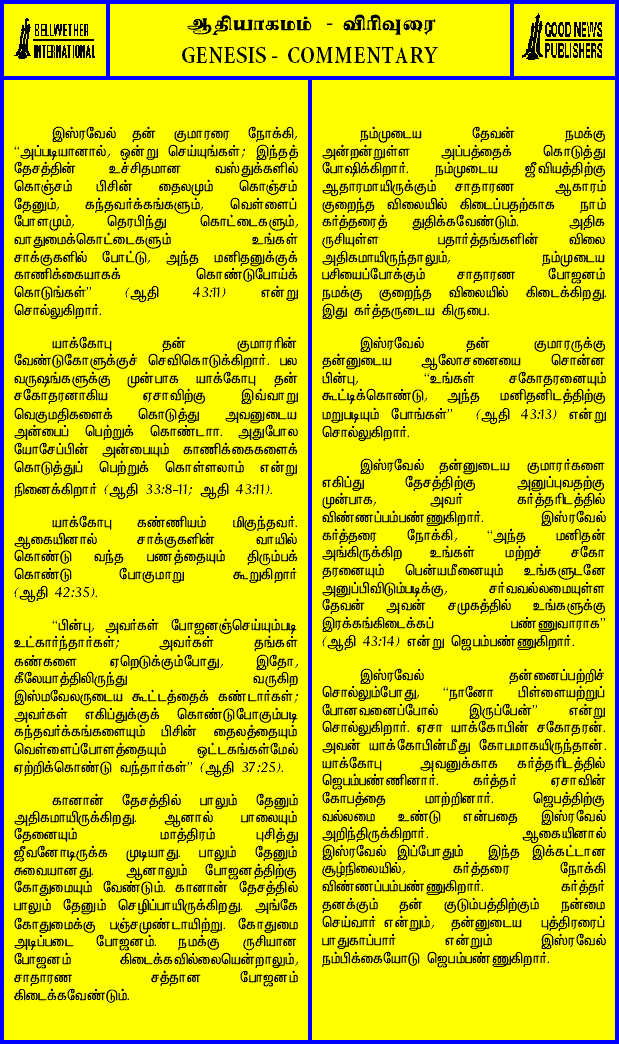 BELLWETHER
INTERNATIONAL
ஆதியாகமம் - விரிவுரை
GENESIS - COMMENTARY
GOOD NEWS
PUBLISHERS
இஸ்ரவேல் தன் குமாரரை நோக்கி,
“அப்படியானால், ஒன்று செய்யுங்கள்; இந்தத்
தேசத்தின் உச்சிதமான வஸ்துக்களில்
கொஞ்சம் பிசின் தைலமும் கொஞ்சம்
தேனும், கந்தவர்க்கங்களும், வெள்ளைப்
போளமும், தெரபிந்து கொட்டைகளும்,
வாதுமைக்கொட்டைகளும் உங்கள்
சாக்குகளில் போட்டு, அந்த மனிதனுக்குக்
காணிக்கையாகக் கொண்டுபோய்க்
கொடுங்கள்” (ஆதி 43:11) என்று
சொல்லுகிறார்.
யாக்கோபு தன் குமாரரின்
வேண்டுகோளுக்குச் செவிகொடுக்கிறார். பல
வருஷங்களுக்கு முன்பாக யாக்கோபு தன்
சகோதரனாகிய ஏசாவிற்கு இவ்வாறு
வெகுமதிகளைக் கொடுத்து அவனுடைய
அன்பைப் பெற்றுக் கொண்டாா. அதுபோல
யோசேப்பின் அன்பையும் காணிக்கைகளைக்
கொடுத்துப் பெற்றுக் கொள்ளலாம் என்று
நினைக்கிறார் (ஆதி 33:8-11; ஆதி 43:11).
யாக்கோபு கண்ணியம் மிகுந்தவர்.
ஆகையினால் சாக்குகளின் வாயில்
கொண்டு வந்த பணத்தையும் திரும்பக்
கொண்டு போகுமாறு கூறுகிறார்
(ஆதி 42:35).
“பின்பு, அவர்கள் போஜனஞ்செய்யும்படி
உட்கார்ந்தார்கள்; அவர்கள் தங்கள்
கண்களை ஏறெடுக்கும்போது, இதோ,
கீலேயாத்திலிருந்து வருகிற
இஸ்மவேலருடைய கூட்டத்தைக் கண்டார்கள்;
அவர்கள் எகிப்துக்குக் கொண்டுபோகும்படி
கந்தவர்க்கங்களையும் பிசின் தைலத்தையும்
வெள்ளைப்போளத்தையும் ஒட்டகங்கள்மேல்
ஏற்றிக்கொண்டு வந்தார்கள்” (ஆதி 37:25).
கானான் தேசத்தில் பாலும் தேனும்
அதிகமாயிருக்கிறது. ஆனால் பாலையும்
தேனையும் மாத்திரம் புசித்து
ஜீவனோடிருக்க முடியாது. பாலும் தேனும்
சுவையானது. ஆனாலும் போஜனத்திற்கு
கோதுமையும் வேண்டும். கானான் தேசத்தில்
பாலும் தேனும் செழிப்பாயிருக்கிறது. அங்கே
கோதுமைக்கு பஞ்சமுண்டாயிற்று. கோதுமை
அடிப்படை போஜனம். நமக்கு ருசியான
போஜனம் கிடைக்கவில்லையென்றாலும்,
சாதாரண சத்தான போஜனம்
கிடைக்கவேண்டும்.
நம்முடைய தேவன் நமக்கு
அன்றன்றுள்ள அப்பத்தைக் கொடுத்து
போஷிக்கிறார். நம்முடைய ஜீவியத்திற்கு
ஆதாரமாயிருக்கும் சாதாரண ஆகாரம்
குறைந்த விலையில் கிடைப்பதற்காக நாம்
கர்த்தரைத் துதிக்கவேண்டும். அதிக
ருசியுள்ள பதார்த்தங்களின் விலை
அதிகமாயிருந்தாலும், நம்முடைய
பசியைப்போக்கும் சாதாரண போஜனம்
நமக்கு குறைந்த விலையில் கிடைக்கிறது.
இது கர்த்தருடைய கிருபை.
இஸ்ரவேல் தன் குமாரருக்கு
தன்னுடைய ஆலோசனையை சொன்ன
பின்பு, “உங்கள் சகோதரனையும்
கூட்டிக்கொண்டு, அந்த மனிதனிடத்திற்கு
மறுபடியும் போங்கள்” (ஆதி 43:13) என்று
சொல்லுகிறார்.
இஸ்ரவேல் தன்னுடைய குமாரர்களை
எகிப்து தேசத்திற்கு அனுப்புவதற்கு
முன்பாக, அவர் கர்த்தரிடத்தில்
விண்ணப்பம்பண்ணுகிறார். இஸ்ரவேல்
கர்த்தரை நோக்கி, “அந்த மனிதன்
அங்கிருக்கிற உங்கள் மற்றச் சகோ
தரனையும் பென்யமீனையும் உங்களுடனே
அனுப்பிவிடும்படிக்கு, சர்வவல்லமையுள்ள
தேவன் அவன் சமுகத்தில் உங்களுக்கு
இரக்கங்கிடைக்கப் பண்ணுவாராக”
(ஆதி 43:14) என்று ஜெபம்பண்ணுகிறார்.
இஸ்ரவேல் தன்னைப்பற்றிச்
சொல்லும்போது, “நானோ பிள்ளையற்றுப்
போனவனைப்போல் இருப்பேன்” என்று
சொல்லுகிறார். ஏசா யாக்கோபின் சகோதரன்.
அவன் யாக்கோபின்மீது கோபமாகயிருந்தான்.
யாக்கோபு அவனுக்காக கர்த்தரிடத்தில்
ஜெபம்பண்ணினார். கர்த்தர் ஏசாவின்
கோபத்தை மாற்றினார். ஜெபத்திற்கு
வல்லமை உண்டு என்பதை இஸ்ரவேல்
அறிந்திருக்கிறார். ஆகையினால்
இஸ்ரவேல் இப்போதும் இந்த இக்கட்டான
சூழ்நிலையில், கர்த்தரை நோக்கி
விண்ணப்பம்பண்ணுகிறார். கர்த்தர்
தனக்கும் தன் குடும்பத்திற்கும் நன்மை
செய்வார் என்றும், தன்னுடைய புத்திரரைப்
பாதுகாப்பார் என்றும் இஸ்ரவேல்
நம்பிக்கையோடு ஜெபம்பண்ணுகிறார்.